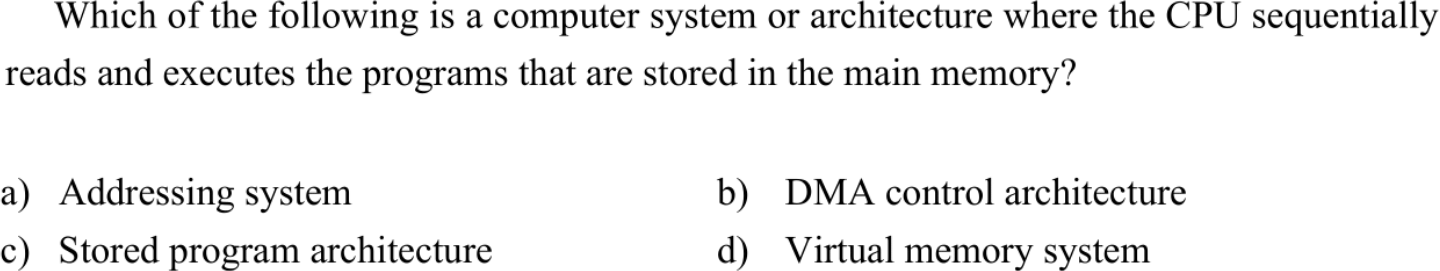 Which of the following is a computer system or architecture where the CPU sequentially
reads and executes the programs that are stored in the main memory?
a) Addressing system b) DMA control architecture
c) Stored program architecture d) Virtual memory system